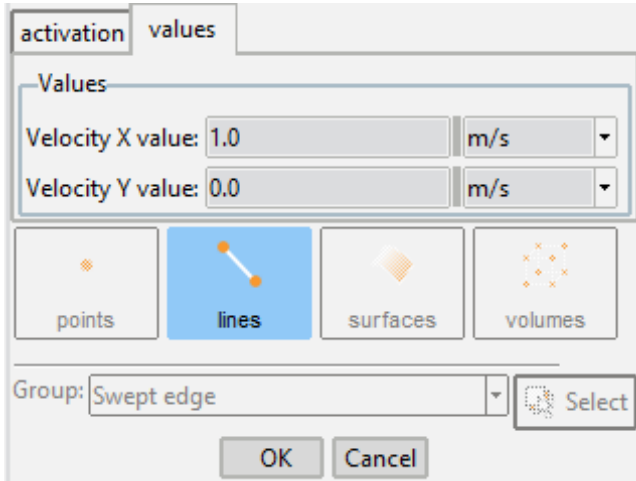 activation values
Values
Velocity X value: 1.0 m/s
Velocity Y value: 0.0 m/s
points lines surfaces volumes
Group: Swept edge Select
OK Cancel